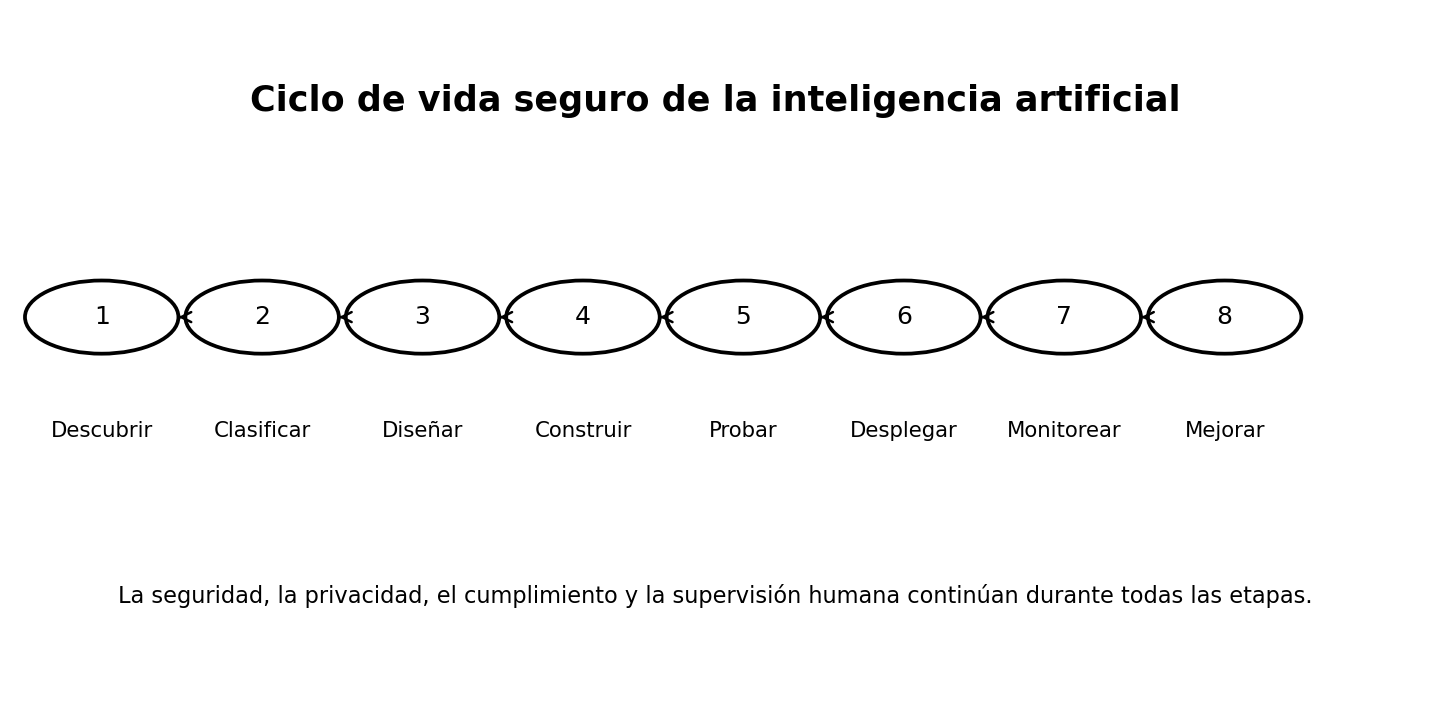 Ciclo de vida seguro de la inteligencia artificial
1 2 3 4 5 6 7 8
Descubrir Clasificar Diseñar Construir Probar Desplegar Monitorear Mejorar
La seguridad, la privacidad, el cumplimiento y la supervisión humana continúan durante todas las etapas.